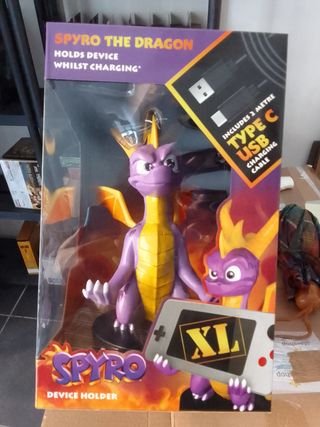 SPYRO THE DRAGON
HOLDS DEVICE
WHILST CHARGING*
INCLUDES 2 METRE
TYPE C
USB
CHARGING
CABLE
XL
SPYRO
DEVICE HOLDER